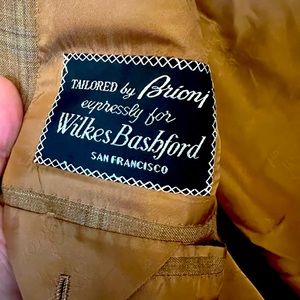 TAILORED by Brioni
expressly for
Wilkes Bashford
SAN FRANCISCO